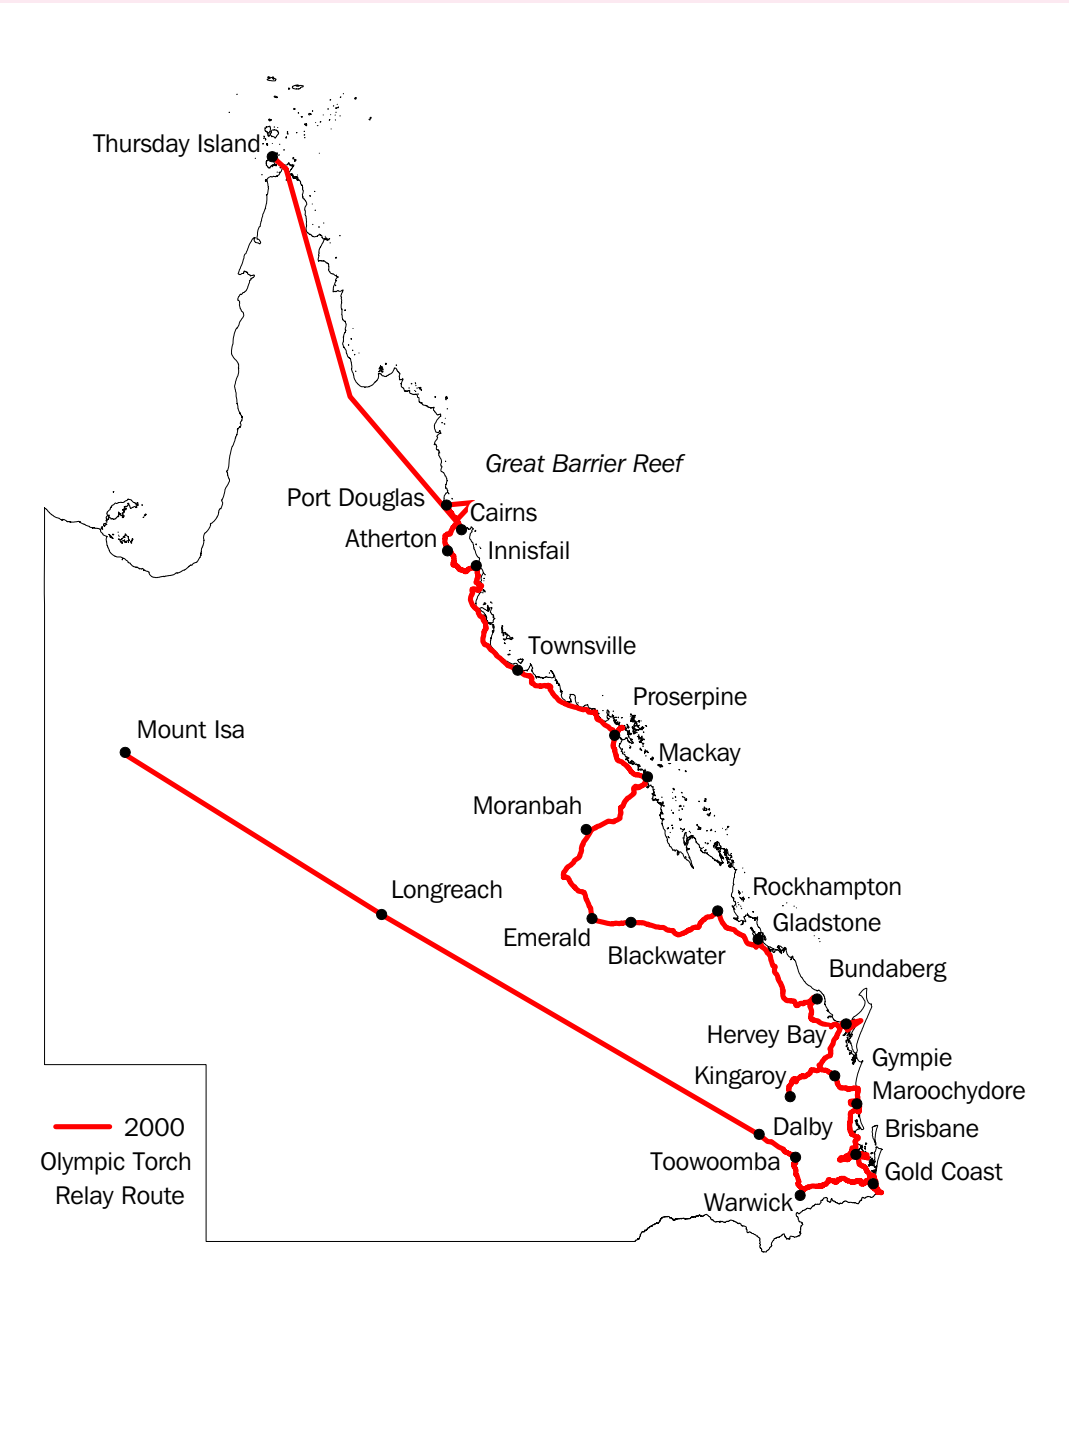 Thursday Island
Great Barrier Reef
Port Douglas
Cairns
Atherton
Innisfail
Townsville
Proserpine
Mount Isa
Mackay
Moranbah
Longreach
Rockhampton
Gladstone
Emerald
Blackwater
Bundaberg
Hervey Bay
Gympie
Kingaroy
Maroochydore
Dalby
Brisbane
Toowoomba
Gold Coast
Warwick
2000
Olympic Torch
Relay Route